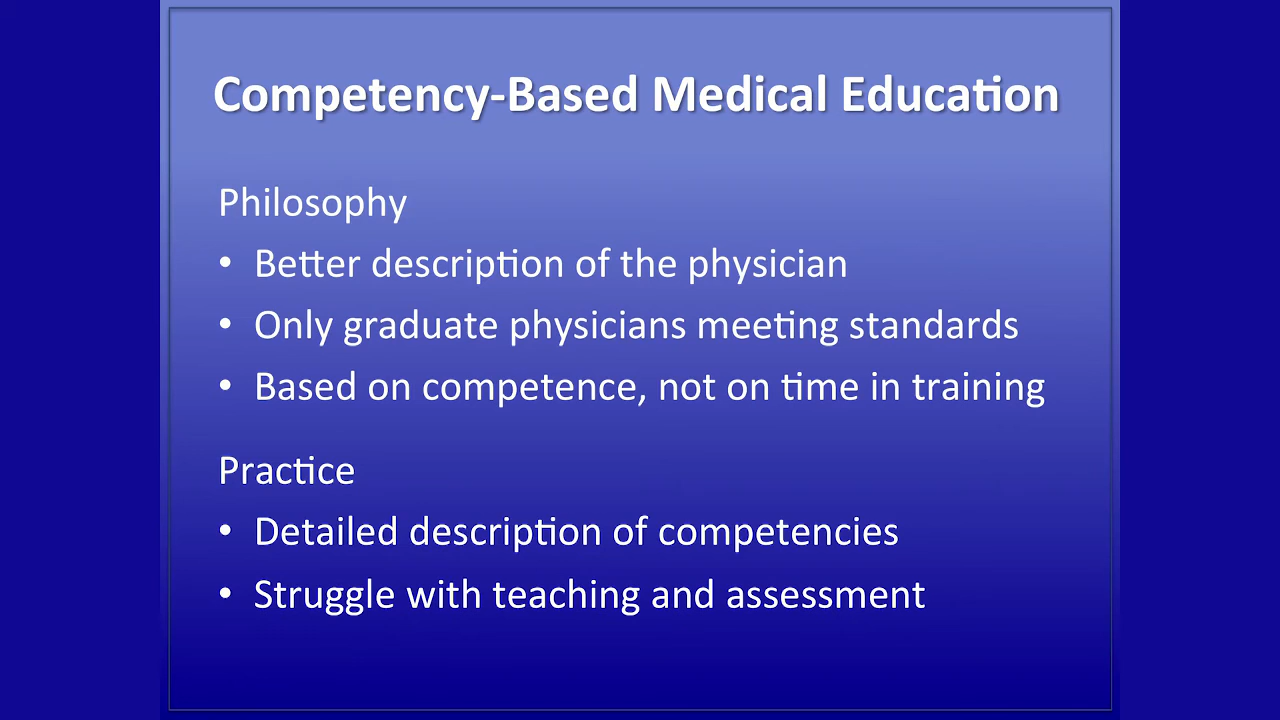 Competency-Based Medical Education
Philosophy
• Better description of the physician
• Only graduate physicians meeting standards
• Based on competence, not on time in training
Practice
• Detailed description of competencies
• Struggle with teaching and assessment